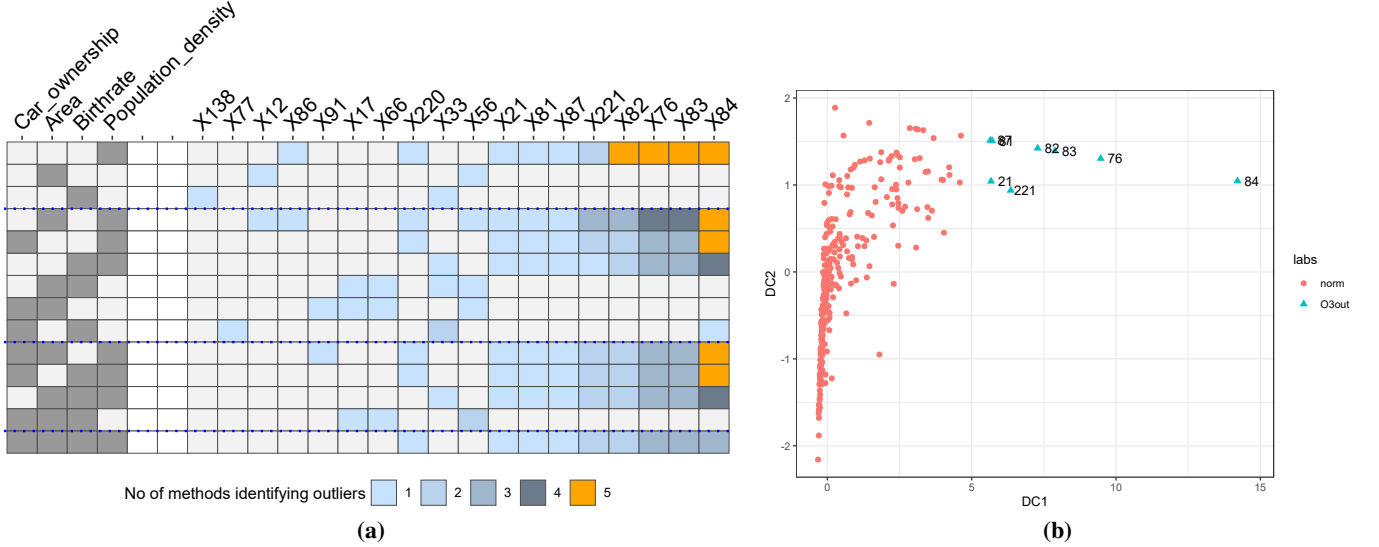 Car_ownership
Area
Birthrate
Population_density
X138
X77
X12
X86
X91
X17
X66
X220
X33
X56
X21
X81
X87
X221
X82
X76
X83
X84
No of methods identifying outliers 1 2 3 4 5
(a)
2
1
0
-1
-2
DC2
87
81
82
83
76
21
221
84
0 5 10 15
DC1
labs
norm
O3out
(b)